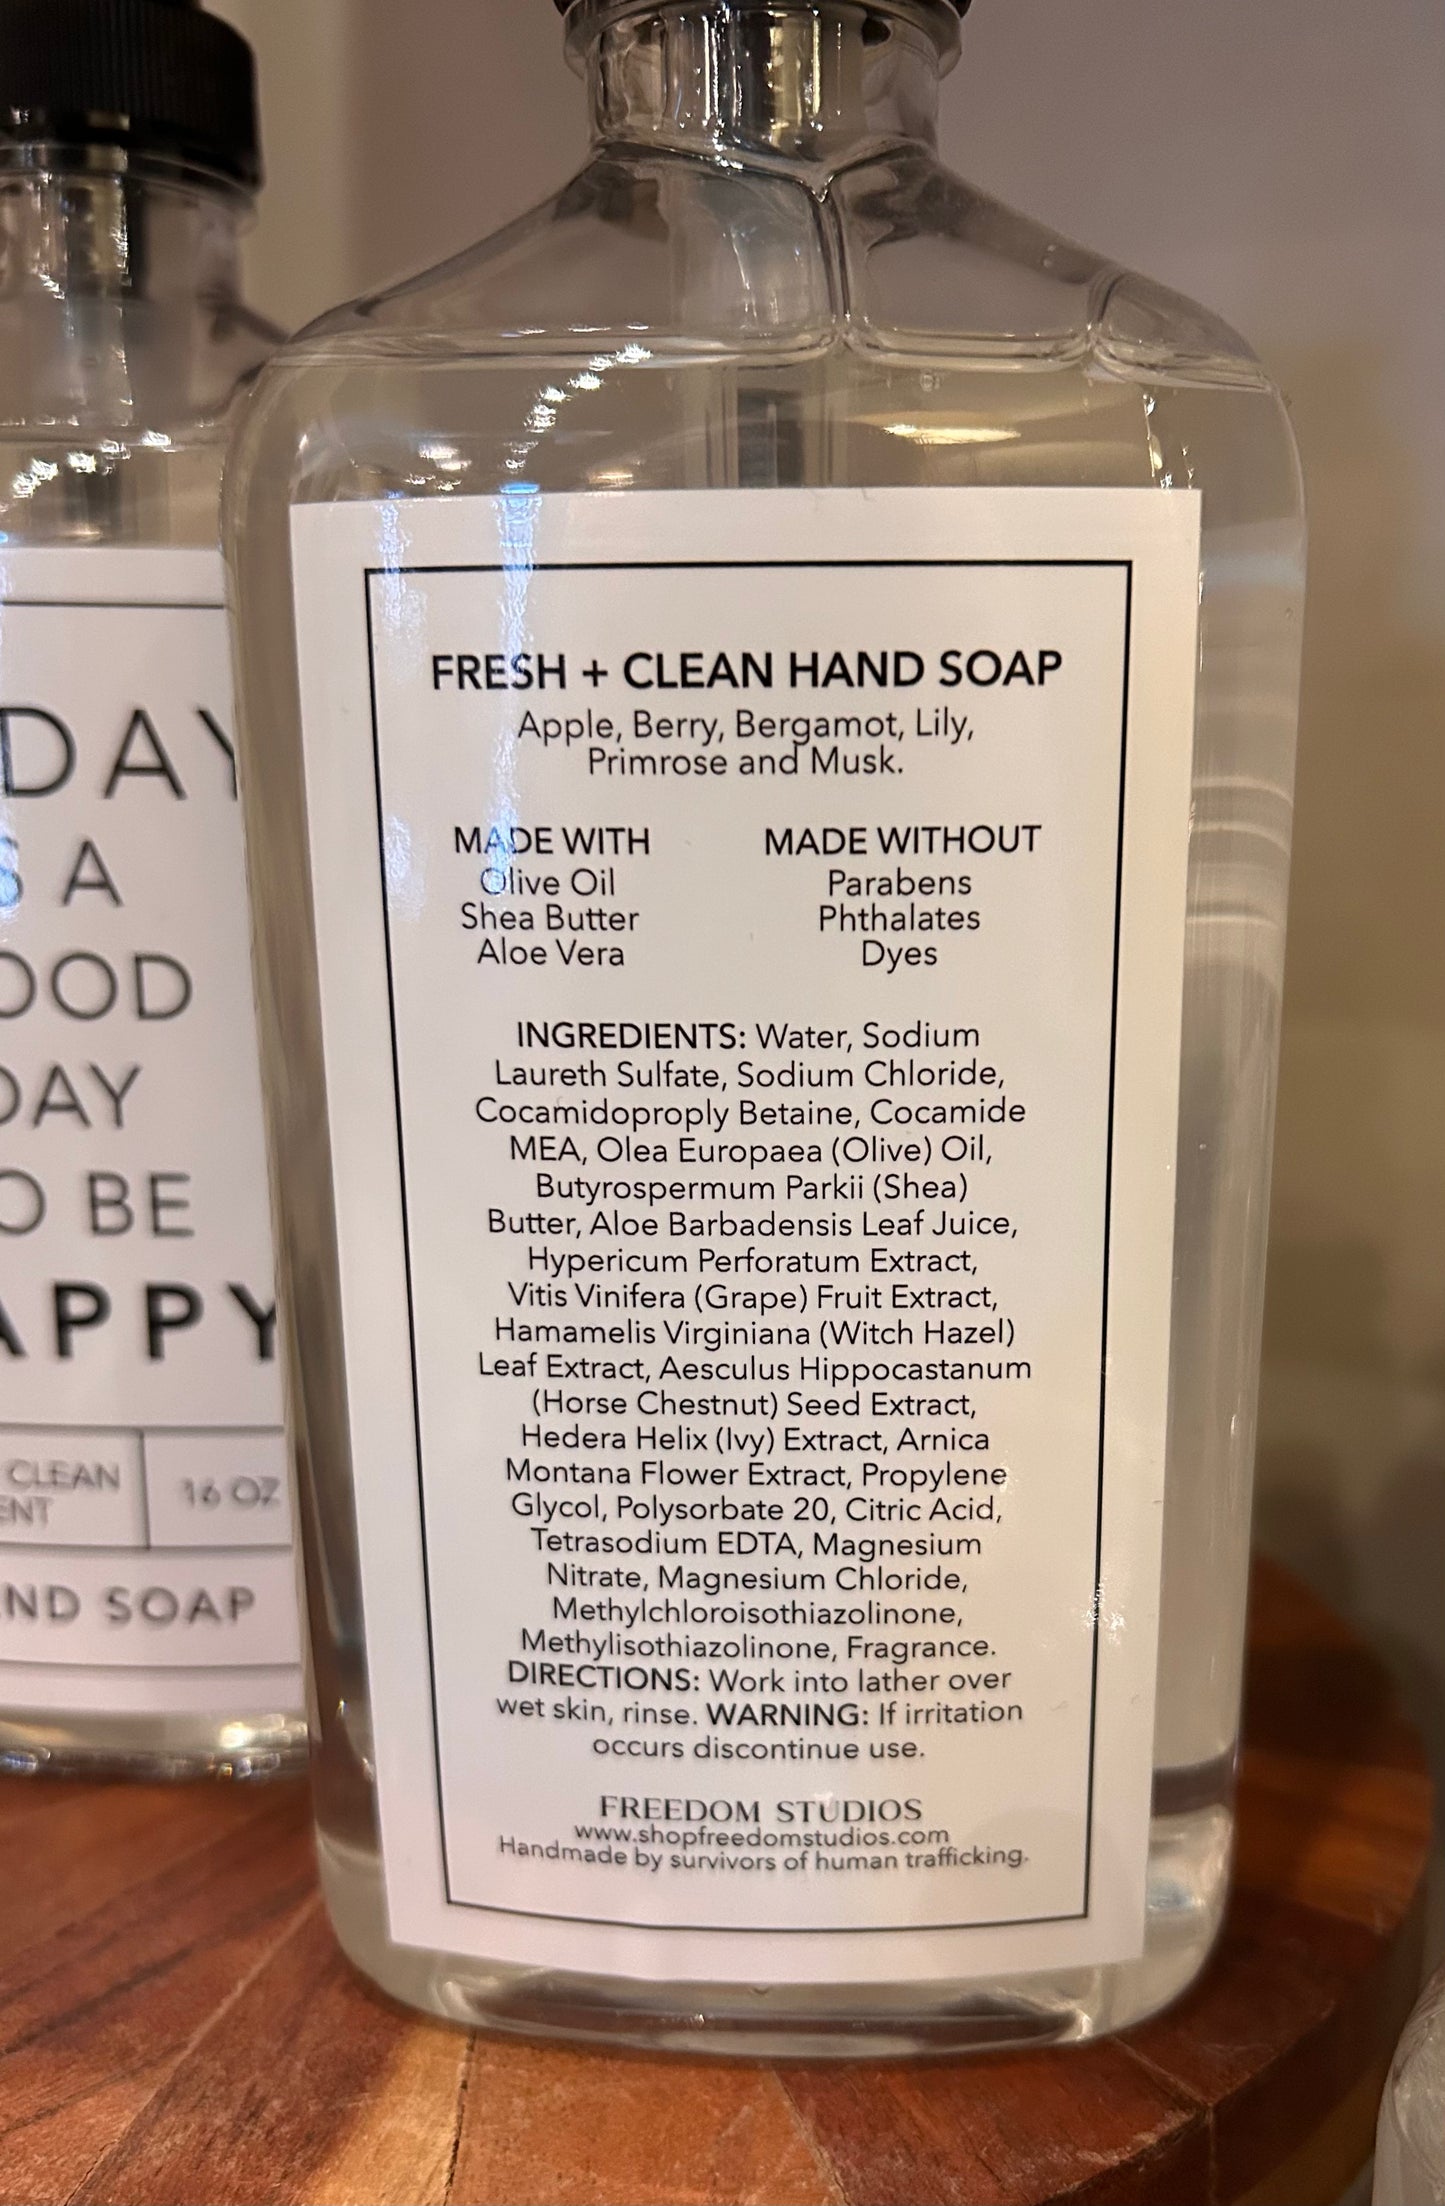 FRESH + CLEAN HAND SOAP
Apple, Berry, Bergamot, Lily,
Primrose and Musk.
MADE WITH
Olive Oil
Shea Butter
Aloe Vera
MADE WITHOUT
Parabens
Phthalates
Dyes
INGREDIENTS: Water, Sodium
Laureth Sulfate, Sodium Chloride,
Cocamidoproply Betaine, Cocamide
MEA, Olea Europaea (Olive) Oil,
Butyrospermum Parkii (Shea)
Butter, Aloe Barbadensis Leaf Juice,
Hypericum Perforatum Extract,
Vitis Vinifera (Grape) Fruit Extract,
Hamamelis Virginiana (Witch Hazel)
Leaf Extract, Aesculus Hippocastanum
(Horse Chestnut) Seed Extract,
Hedera Helix (Ivy) Extract, Arnica
Montana Flower Extract, Propylene
Glycol, Polysorbate 20, Citric Acid,
Tetrasodium EDTA, Magnesium
Nitrate, Magnesium Chloride,
Methylchloroisothiazolinone,
Methylisothiazolinone, Fragrance.
DIRECTIONS: Work into lather over
wet skin, rinse. WARNING: If irritation
occurs discontinue use.
FREEDOM STUDIOS
www.shopfreedomstudios.com
Handmade by survivors of human trafficking.
DAY
S A
OOD
DAY
O BE
APPY
CLEAN
ENT
16 OZ
ND SOAP